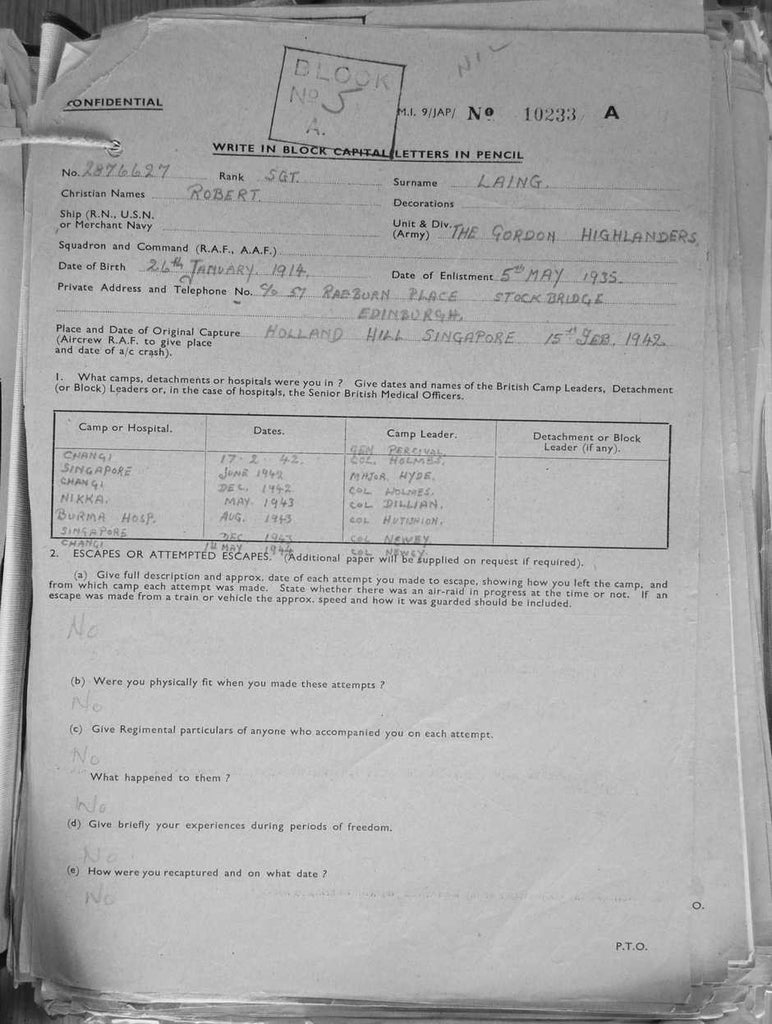 NIL
BLOCK
No 5
A.
CONFIDENTIAL
M.I. 9/JAP/ No 10233 A
WRITE IN BLOCK CAPITAL LETTERS IN PENCIL
No. 2876627 Rank SGT. Surname LAING.
Christian Names ROBERT. Decorations
Ship (R.N., U.S.N. or Merchant Navy
Unit & Div. (Army) THE GORDON HIGHLANDERS
Squadron and Command (R.A.F., A.A.F.)
Date of Birth 26th JANUARY. 1914. Date of Enlistment 5th MAY 1935.
Private Address and Telephone No. C/o 57 RAEBURN PLACE STOCKBRIDGE
EDINBURGH.
Place and Date of Original Capture HOLLAND HILL SINGAPORE 15th FEB. 1942.
(Aircrew R.A.F. to give place
and date of a/c crash).
1. What camps, detachments or hospitals were you in ? Give dates and names of the British Camp Leaders, Detachment
(or Block) Leaders or, in the case of hospitals, the Senior British Medical Officers.
Camp or Hospital. Dates. Camp Leader. Detachment or Block
Leader (if any).
GEN PERCIVAL
CHANGI 17-2-42. COL. HOLMES.
SINGAPORE JUNE 1942 MAJOR HYDE.
CHANGI DEC. 1942 COL HOLMES.
NIKKA. MAY. 1943 COL DILLIAN.
BURMA HOSP. AUG. 1943 COL HUTISHION.
SINGAPORE DEC 1943 COL NEWBY
CHANGI MAY 1944 COL NEWEY.
2. ESCAPES OR ATTEMPTED ESCAPES. (Additional paper will be supplied on request if required).
(a) Give full description and approx. date of each attempt you made to escape, showing how you left the camp, and
from which camp each attempt was made. State whether there was an air-raid in progress at the time or not. If an
escape was made from a train or vehicle the approx. speed and how it was guarded should be included.
No
(b) Were you physically fit when you made these attempts ?
No
(c) Give Regimental particulars of anyone who accompanied you on each attempt.
No
What happened to them ?
No
(d) Give briefly your experiences during periods of freedom.
No
(e) How were you recaptured and on what date ?
No
O.
P.T.O.